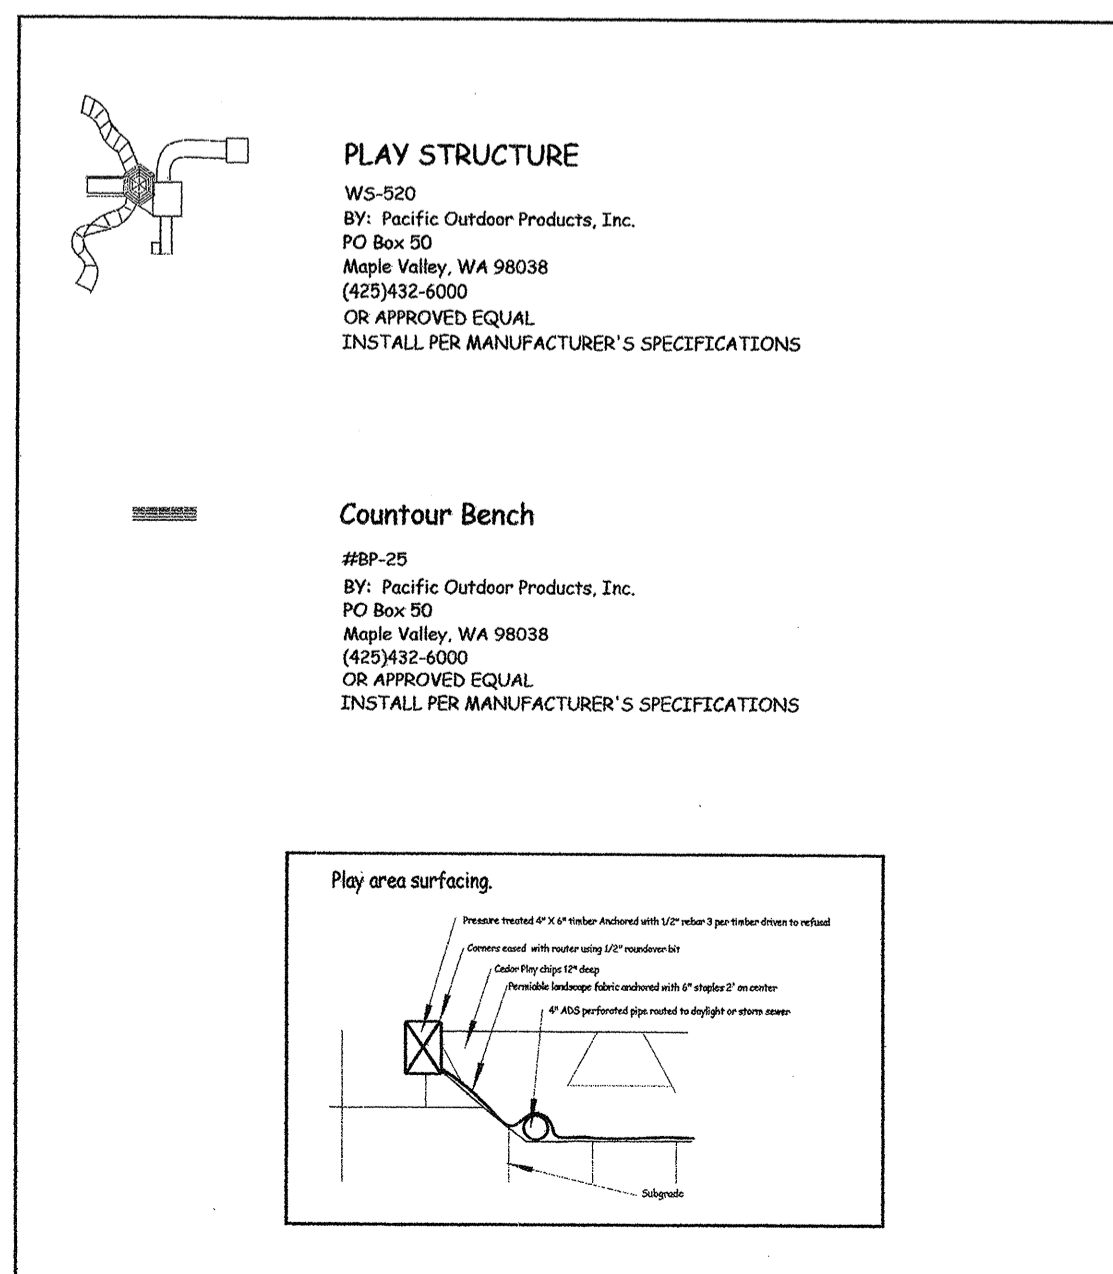 PLAY STRUCTURE
WS-520
BY: Pacific Outdoor Products, Inc.
PO Box 50
Maple Valley, WA 98038
(425)432-6000
OR APPROVED EQUAL
INSTALL PER MANUFACTURER'S SPECIFICATIONS
Countour Bench
#BP-25
BY: Pacific Outdoor Products, Inc.
PO Box 50
Maple Valley, WA 98038
(425)432-6000
OR APPROVED EQUAL
INSTALL PER MANUFACTURER'S SPECIFICATIONS
Play area surfacing.
Pressure treated 4" X 6" timber Anchored with 1/2" rebar 3 per timber driven to refusal
Corners eased with router using 1/2" roundover bit
Cedar Play chips 12" deep
Permiable landscape fabric anchored with 6" staples 2' on center
4" ADS perforated pipe routed to daylight or storm sewer
Subgrade